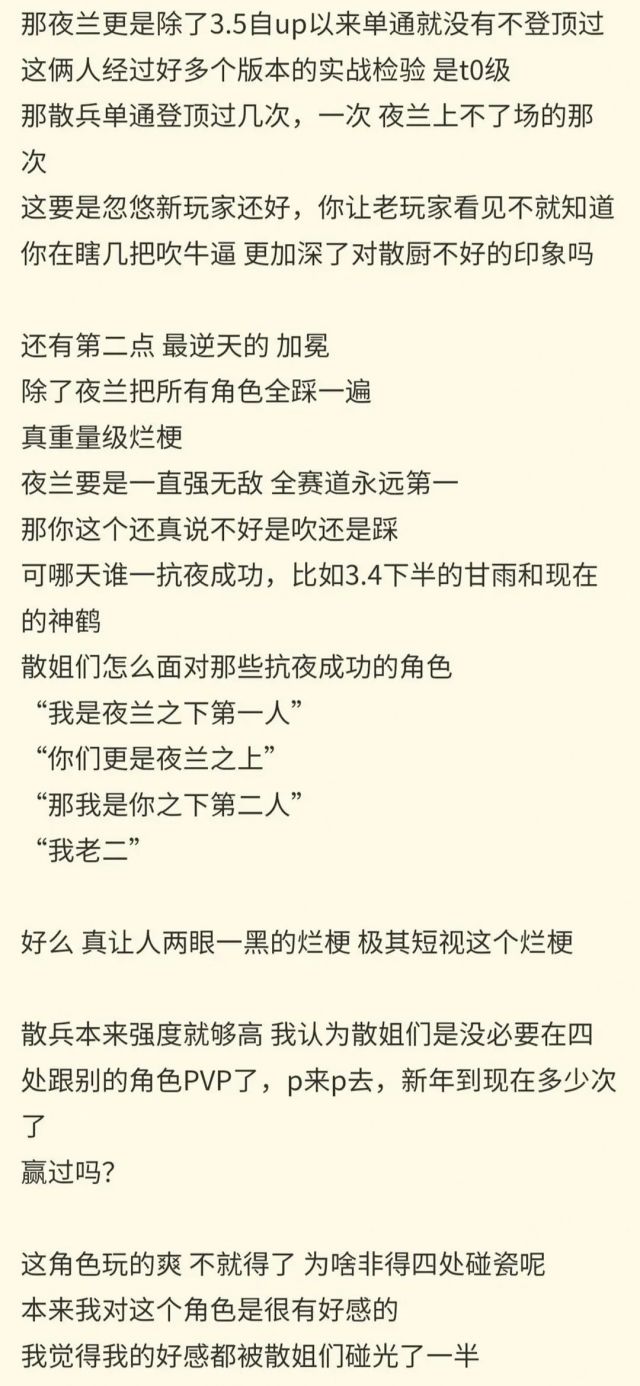 那夜兰更是除了3.5自up以来单通就没有不登顶过
这俩人经过好多个版本的实战检验 是t0级
那散兵单通登顶过几次，一次 夜兰上不了场的那
次
这要是忽悠新玩家还好，你让老玩家看见不就知道
你在瞎几把吹牛逼 更加深了对散厨不好的印象吗
还有第二点 最逆天的 加冕
除了夜兰把所有角色全踩一遍
真重量级烂梗
夜兰要是一直强无敌 全赛道永远第一
那你这个还真说不好是吹还是踩
可哪天谁一抗夜成功，比如3.4下半的甘雨和现在
的神鹤
散姐们怎么面对那些抗夜成功的角色
“我是夜兰之下第一人”
“你们更是夜兰之上”
“那我是你之下第二人”
“我老二”
好么 真让人两眼一黑的烂梗 极其短视这个烂梗
散兵本来强度就够高 我认为散姐们是没必要在四
处跟别的角色PVP了，p来p去，新年到现在多少次
了
赢过吗？
这角色玩的爽 不就得了 为啥非得四处碰瓷呢
本来我对这个角色是很有好感的
我觉得我的好感都被散姐们碰光了一半